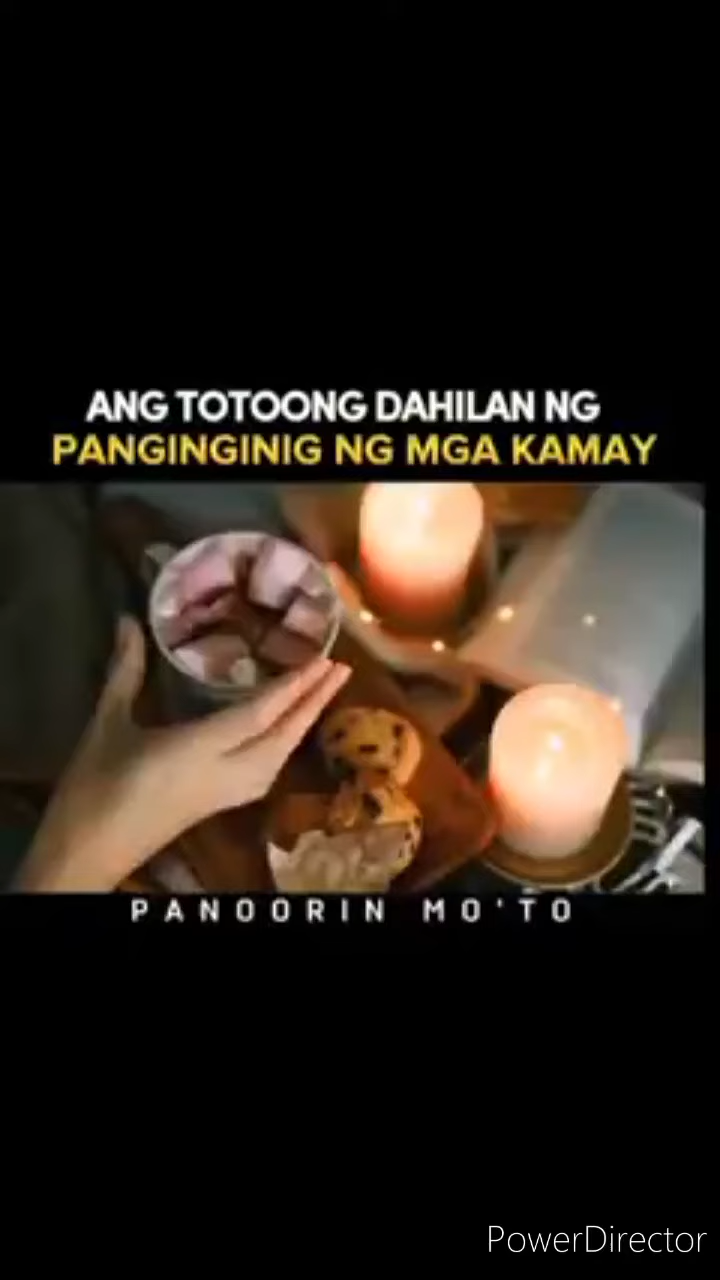 ANG TOTOONG DAHILAN NG
PANGINGINIG NG MGA KAMAY
PANOORIN MO'TO
PowerDirector